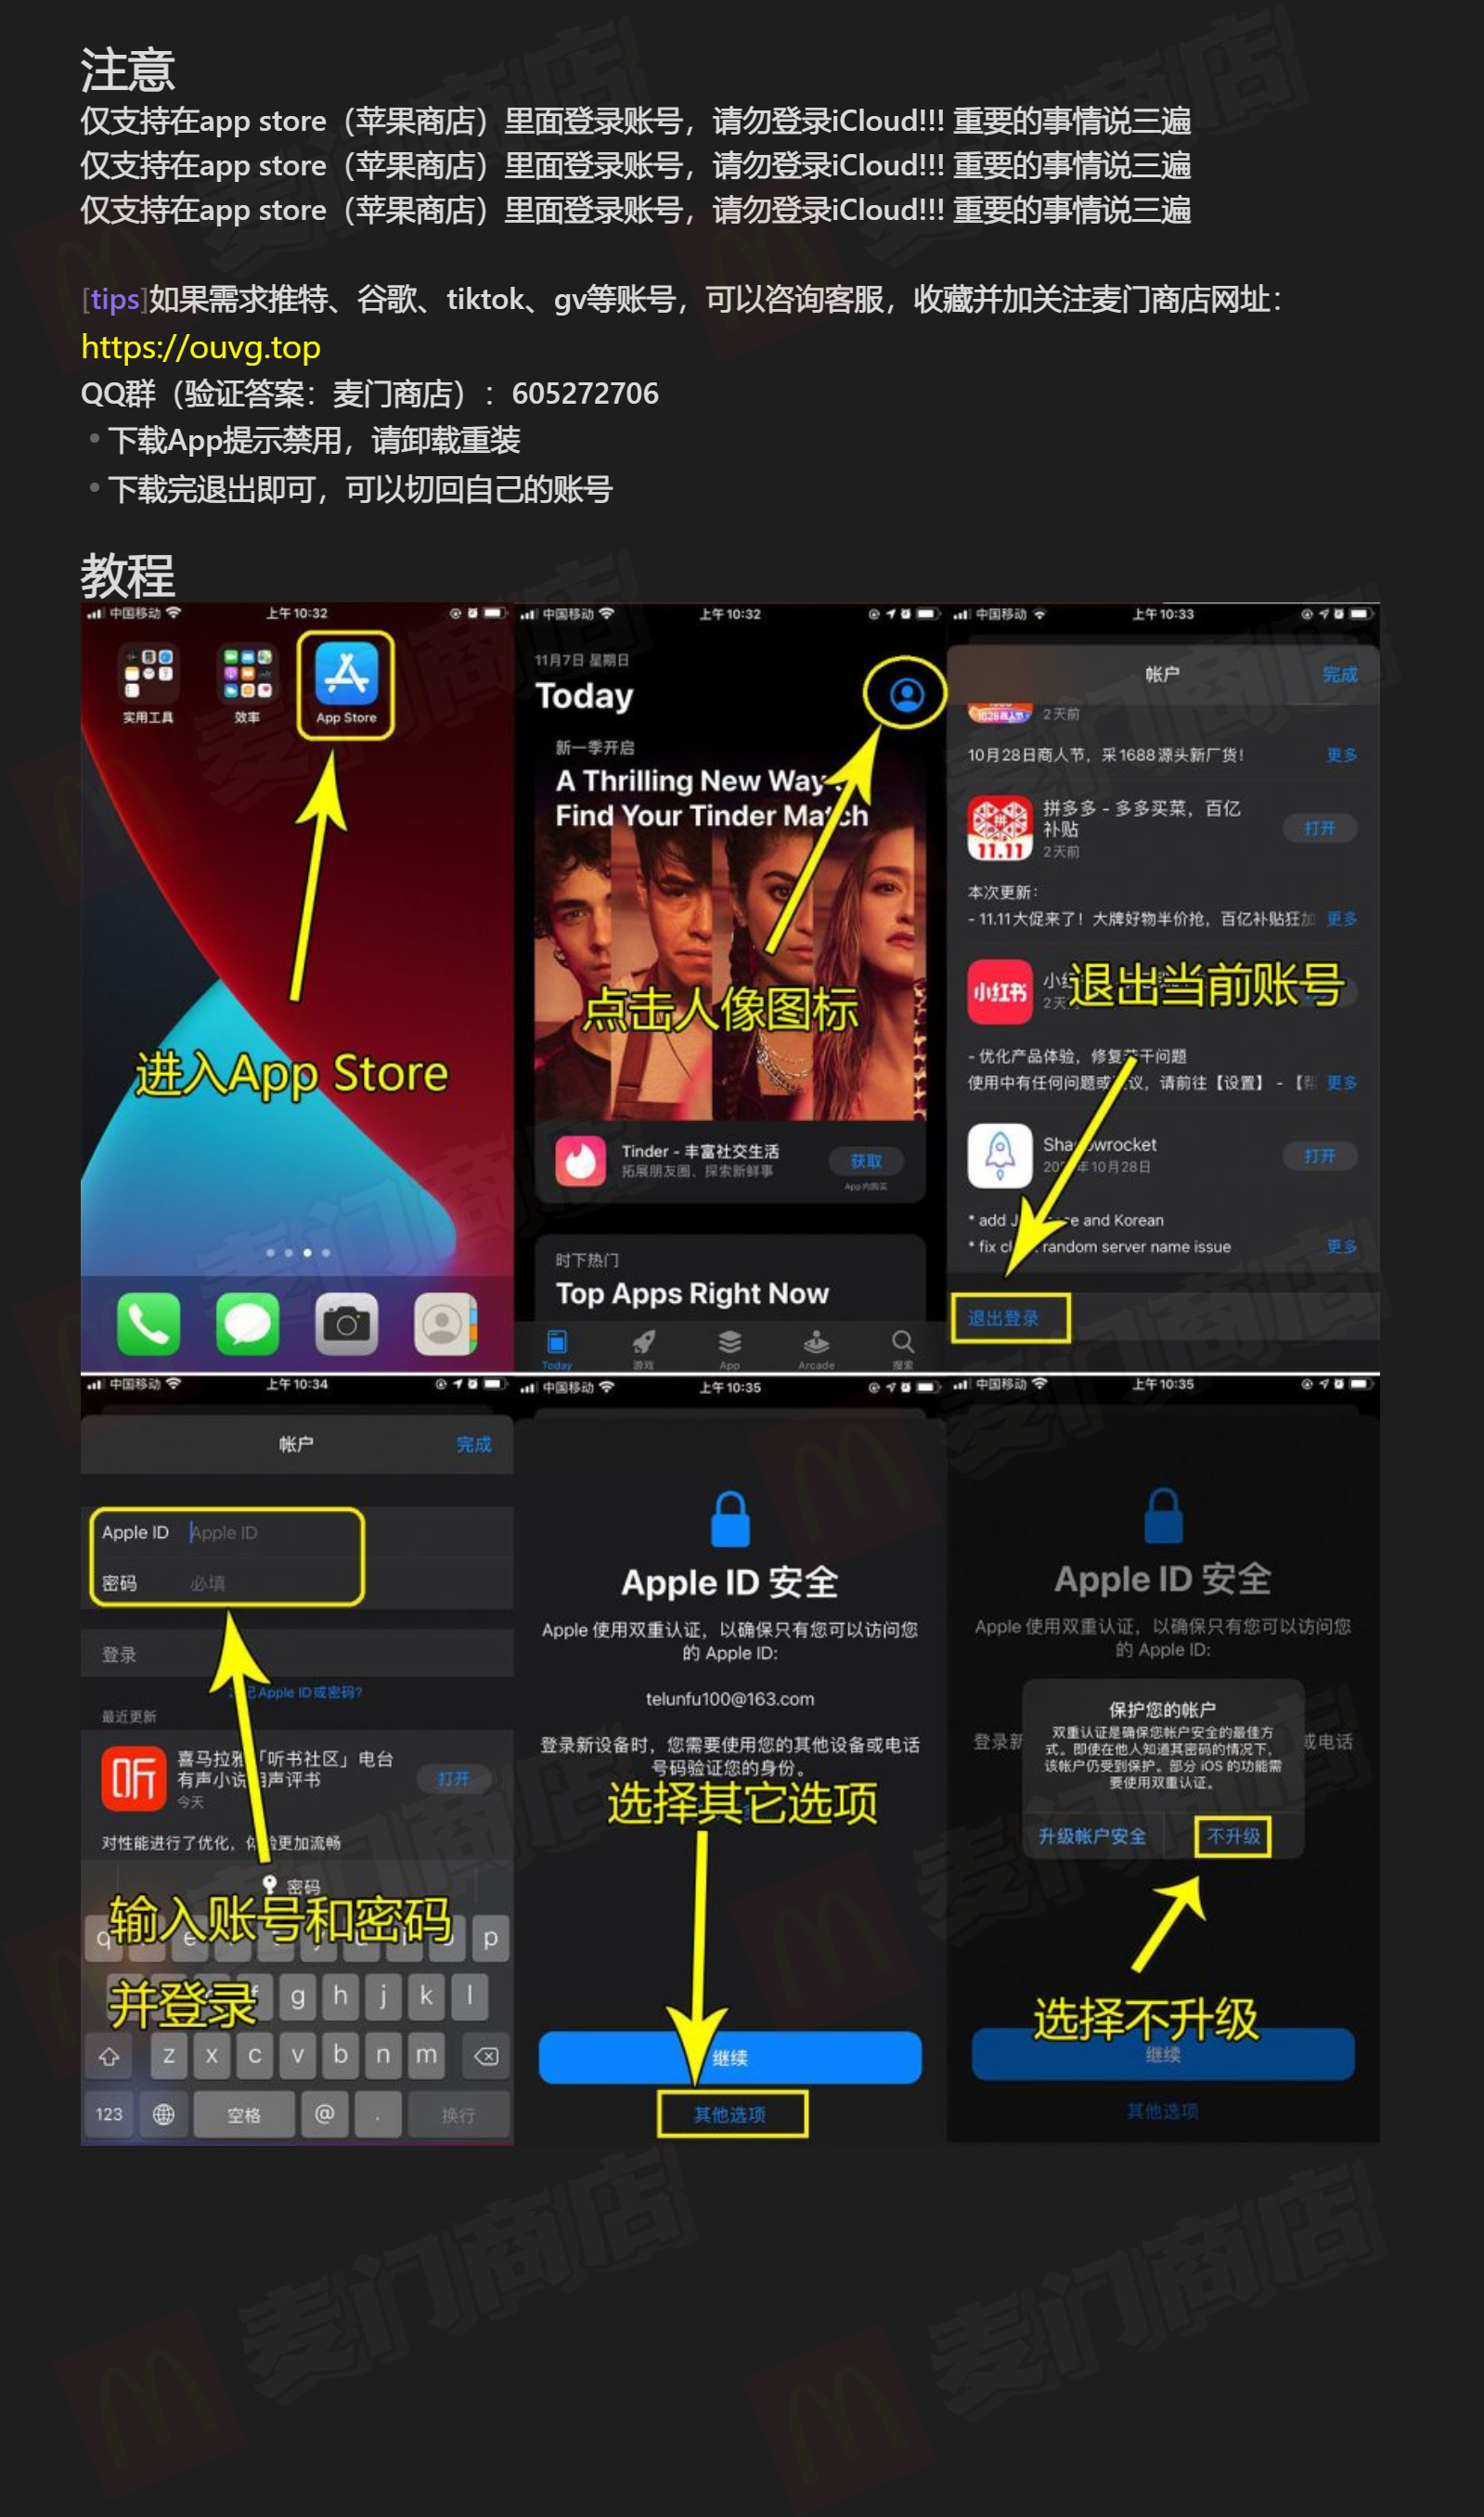 注意
仅支持在app store（苹果商店）里面登录账号，请勿登录iCloud!!! 重要的事情说三遍
仅支持在app store（苹果商店）里面登录账号，请勿登录iCloud!!! 重要的事情说三遍
仅支持在app store（苹果商店）里面登录账号，请勿登录iCloud!!! 重要的事情说三遍
[tips]如果需求推特、谷歌、tiktok、gv等账号，可以咨询客服，收藏并加关注麦门商店网址：
https://ouvg.top
QQ群（验证答案：麦门商店）：605272706
•下载App提示禁用，请卸载重装
•下载完退出即可，可以切回自己的账号
教程
中国移动 上午10:32
实用工具 效率 App Store
进入App Store
中国移动 上午10:32
11月7日 星期日
Today
新一季开启
A Thrilling New Way
Find Your Tinder Match
点击人像图标
Tinder - 丰富社交生活
拓展朋友圈、探索新鲜事
获取
App内购买
时下热门
Top Apps Right Now
Today 游戏 App Arcade 搜索
中国移动 上午10:33
帐户 完成
2天前
10月28日商人节，采1688源头新厂货! 更多
拼多多 - 多多买菜，百亿
补贴
打开
11.11
2天前
本次更新：
- 11.11大促来了！大牌好物半价抢，百亿补贴狂加 更多
小红书
退出当前账号
- 优化产品体验，修复若干问题
使用中有任何问题或建议，请前往【设置】 - 【帮 更多
Shadowrocket
年10月28日
打开
* add Japanese and Korean
* fix random server name issue 更多
退出登录
中国移动 上午10:34
帐户 完成
Apple ID Apple ID
密码 必填
登录
Apple ID或密码?
最近更新
听
喜马拉雅「听书社区」电台
有声小说相声评书
今天
打开
对性能进行了优化，体验更加流畅
密码
输入账号和密码
并登录
q e p
g h j k l
z x c v b n m
123 空格 @ . 换行
中国移动 上午10:35
Apple ID 安全
Apple 使用双重认证，以确保只有您可以访问您
的 Apple ID:
telunfu100@163.com
登录新设备时，您需要使用您的其他设备或电话
号码验证您的身份。
选择其它选项
继续
其他选项
中国移动 上午10:35
Apple ID 安全
Apple 使用双重认证，以确保只有您可以访问您
的 Apple ID:
登录新 或电话
保护您的帐户
双重认证是确保您帐户安全的最佳方
式。即使在他人知道其密码的情况下，
该帐户仍受到保护。部分 iOS 的功能需
要使用双重认证。
升级帐户安全 不升级
选择不升级
继续
其他选项
麦门商店